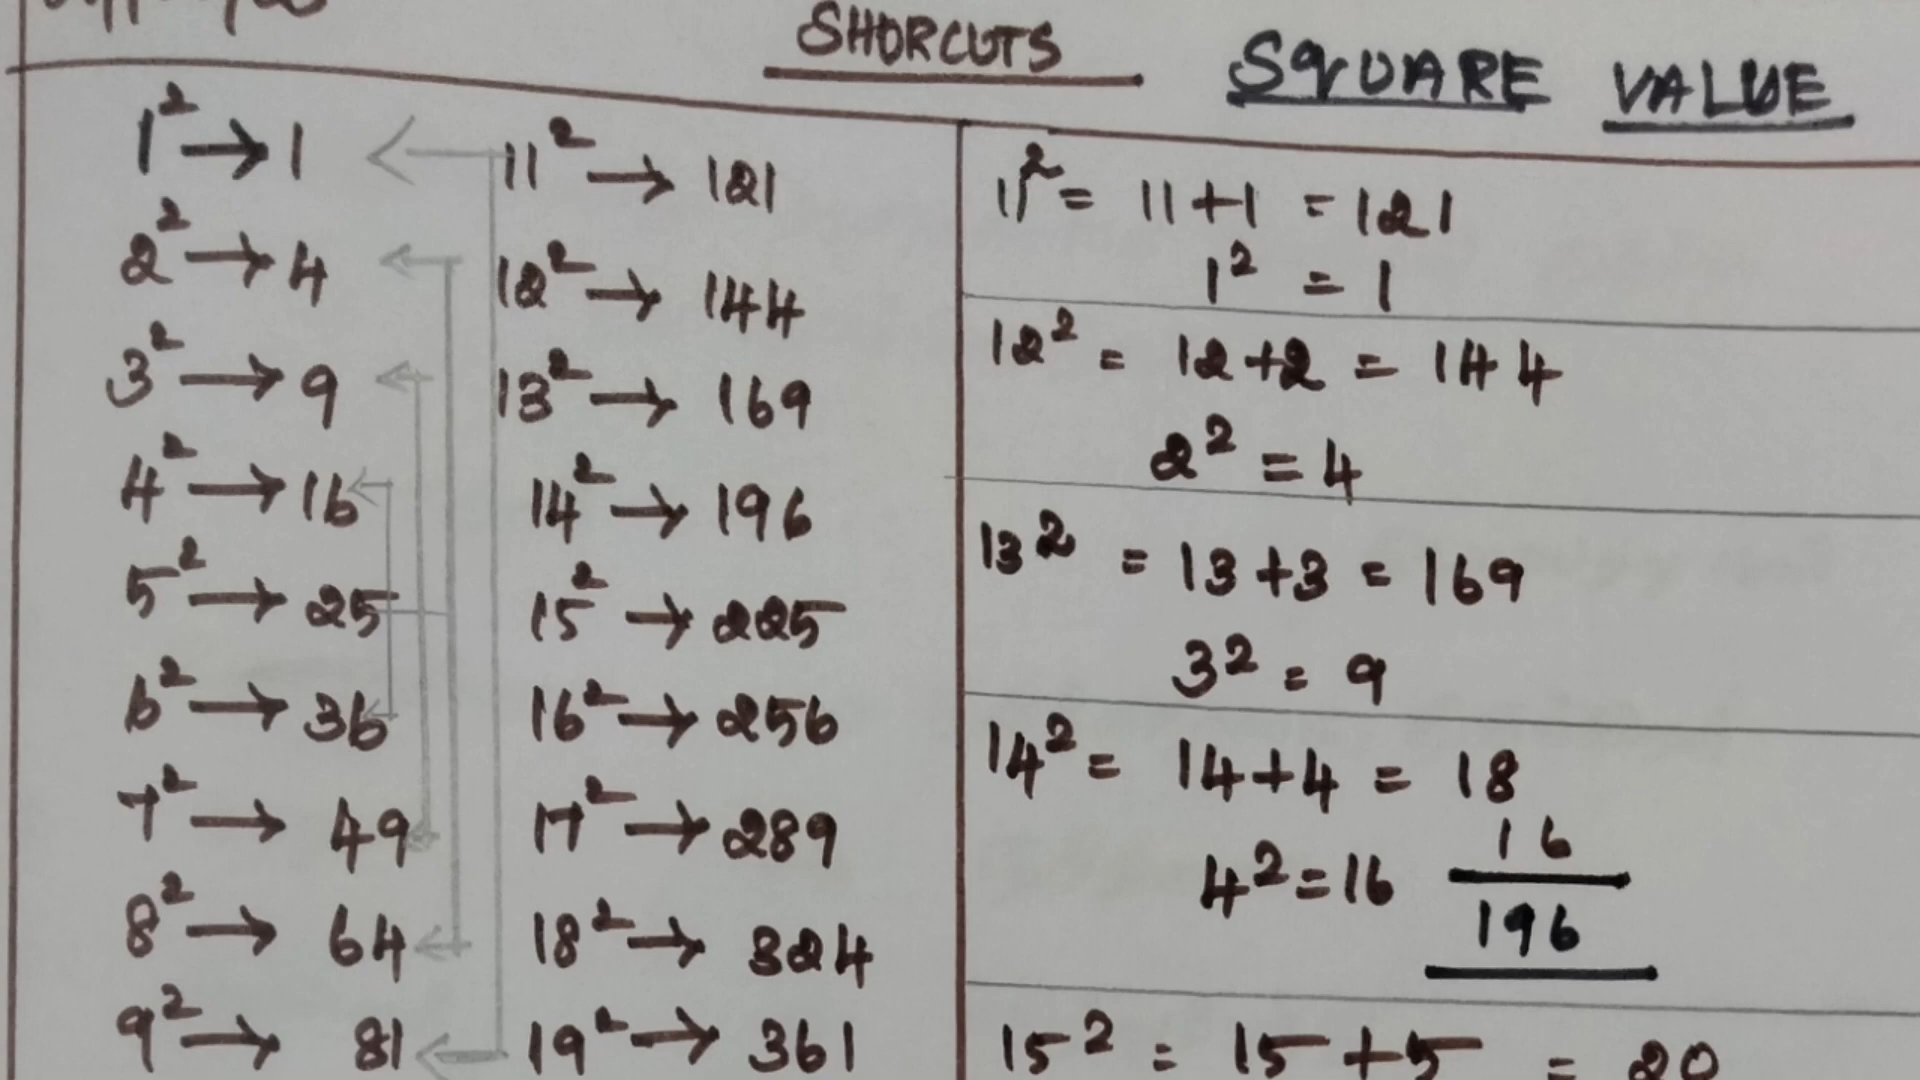 SHORCUTS
SQUARE VALUE
1² → 1
2² → 4
3² → 9
4² → 16
5² → 25
6² → 36
7² → 49
8² → 64
9² → 81
11² → 121
12² → 144
13² → 169
14² → 196
15² → 225
16² → 256
17² → 289
18² → 324
19² → 361
11² = 11+1 = 121
1² = 1
12² = 12+2 = 144
2² = 4
13² = 13+3 = 169
3² = 9
14² = 14+4 = 18
4² = 16 16
196
15² = 15+5 = 20